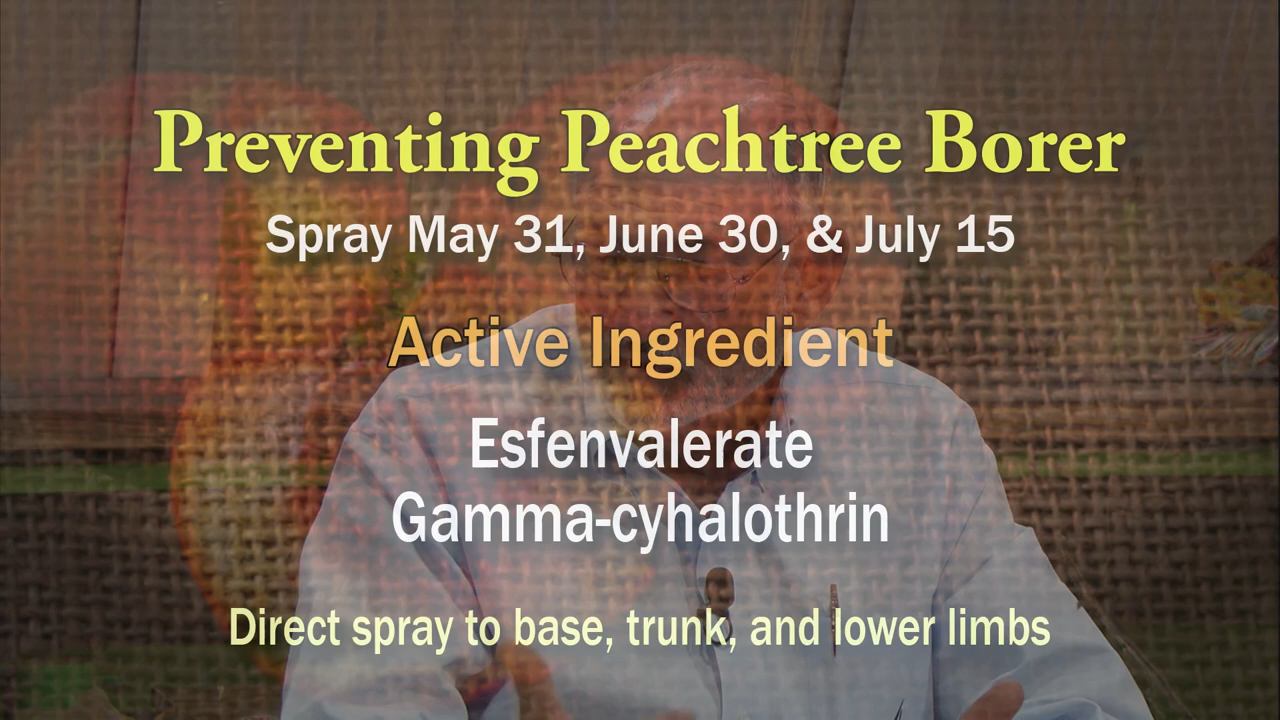 Preventing Peachtree Borer
Spray May 31, June 30, & July 15
Active Ingredient
Esfenvalerate
Gamma-cyhalothrin
Direct spray to base, trunk, and lower limbs